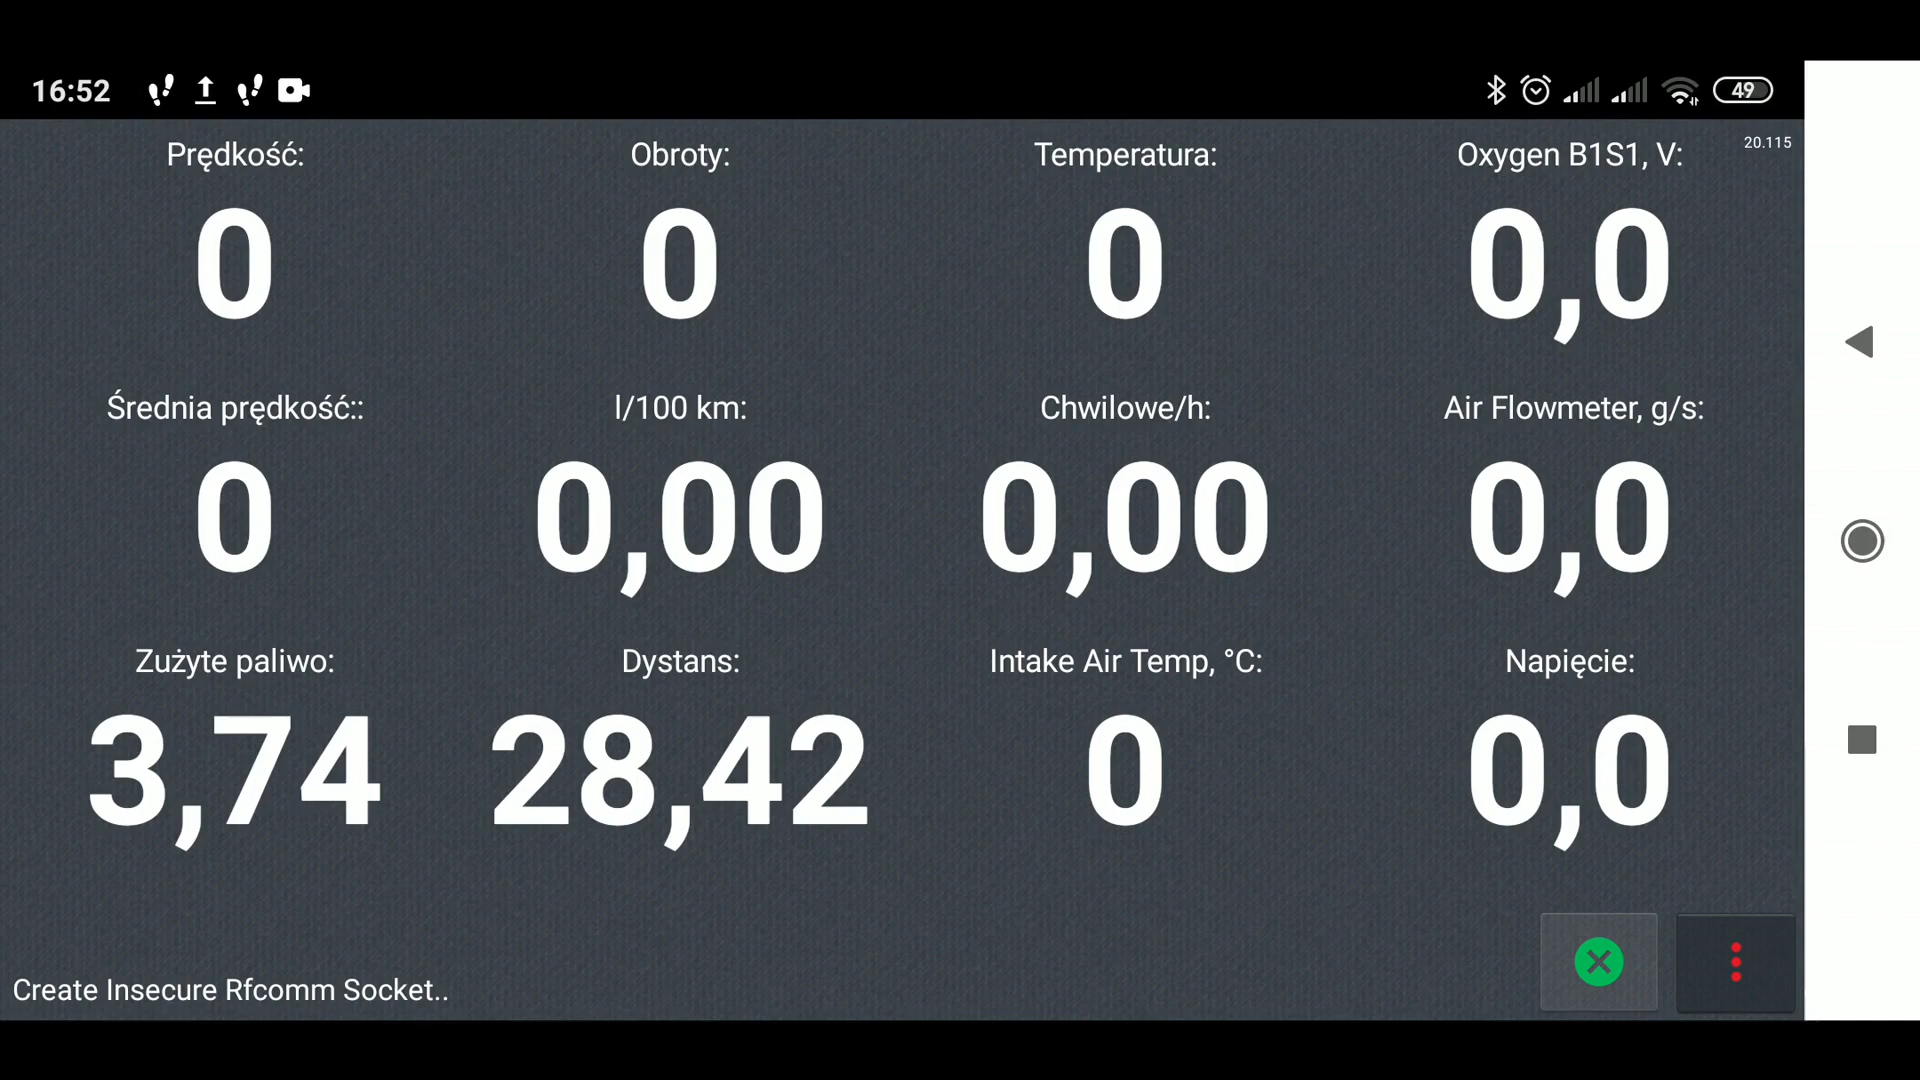 16:52
49
20.115
Prędkość: Obroty: Temperatura: Oxygen B1S1, V:
0 0 0 0,0
Średnia prędkość:: l/100 km: Chwilowe/h: Air Flowmeter, g/s:
0 0,00 0,00 0,0
Zużyte paliwo: Dystans: Intake Air Temp, °C: Napięcie:
3,74 28,42 0 0,0
Create Insecure Rfcomm Socket..